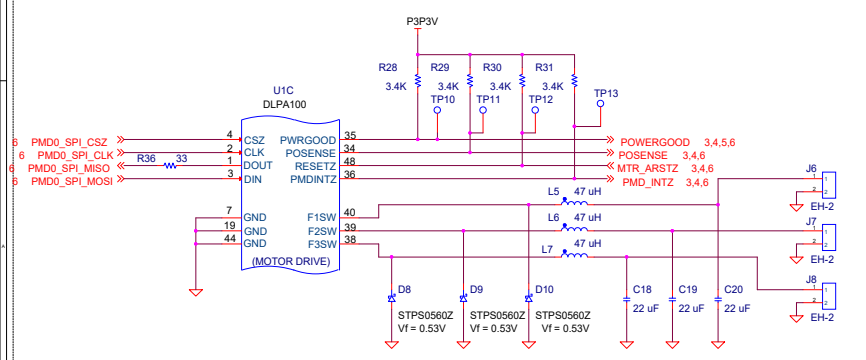 P3P3V
R28 R29 R30 R31
3.4K 3.4K 3.4K 3.4K
TP10 TP11 TP12 TP13
U1C
DLPA100
6 PMD0_SPI_CSZ 4 CSZ PWRGOOD 35 POWERGOOD 3,4,5,6
6 PMD0_SPI_CLK 2 CLK POSENSE 34 POSENSE 3,4,6
6 PMD0_SPI_MISO R36 33 1 DOUT RESETZ 48 MTR_ARSTZ 3,4,6
6 PMD0_SPI_MOSI 3 DIN PMDINTZ 36 PMD_INTZ 3,4,6
7 GND F1SW 40 L5 47 uH
19 GND F2SW 39 L6 47 uH
44 GND F3SW 38 L7 47 uH
(MOTOR DRIVE)
J6
1
2
EH-2
J7
1
2
EH-2
J8
1
2
EH-2
D8 D9 D10
STPS0560Z STPS0560Z STPS0560Z
Vf = 0.53V Vf = 0.53V Vf = 0.53V
C18 C19 C20
22 uF 22 uF 22 uF